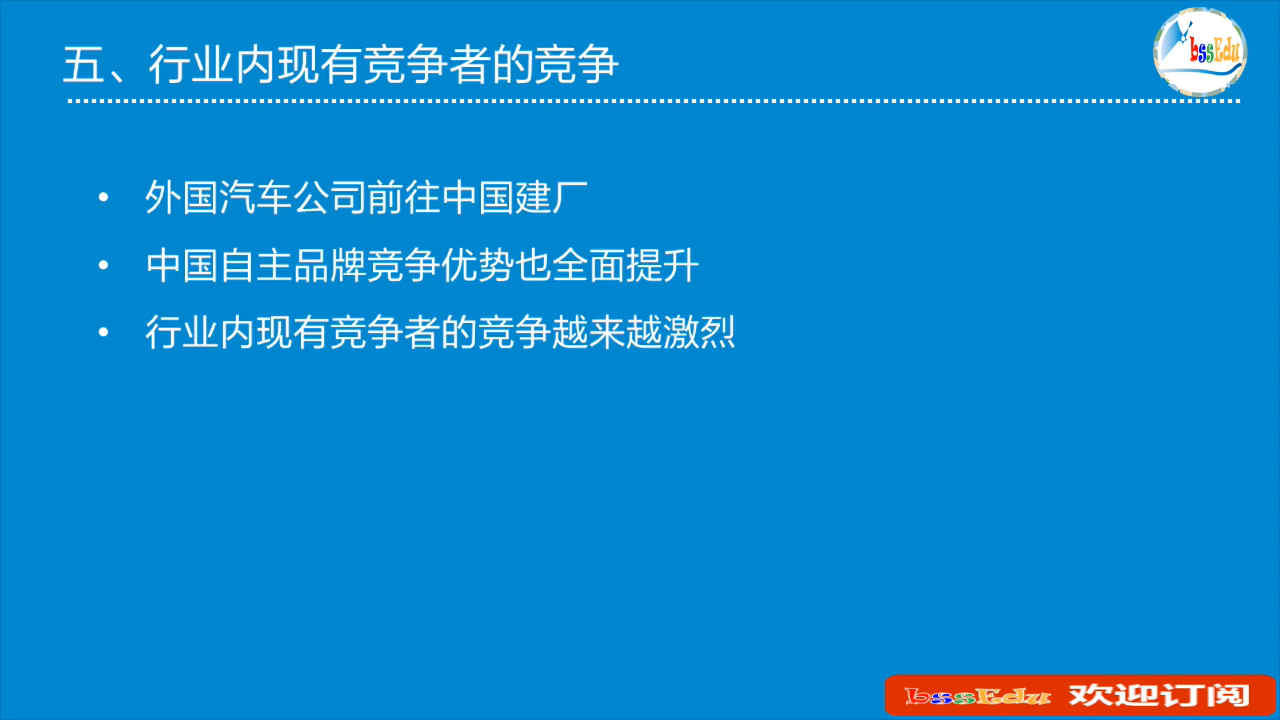 五、行业内现有竞争者的竞争
bssEdu
• 外国汽车公司前往中国建厂
• 中国自主品牌竞争优势也全面提升
• 行业内现有竞争者的竞争越来越激烈
bssEdu 欢迎订阅